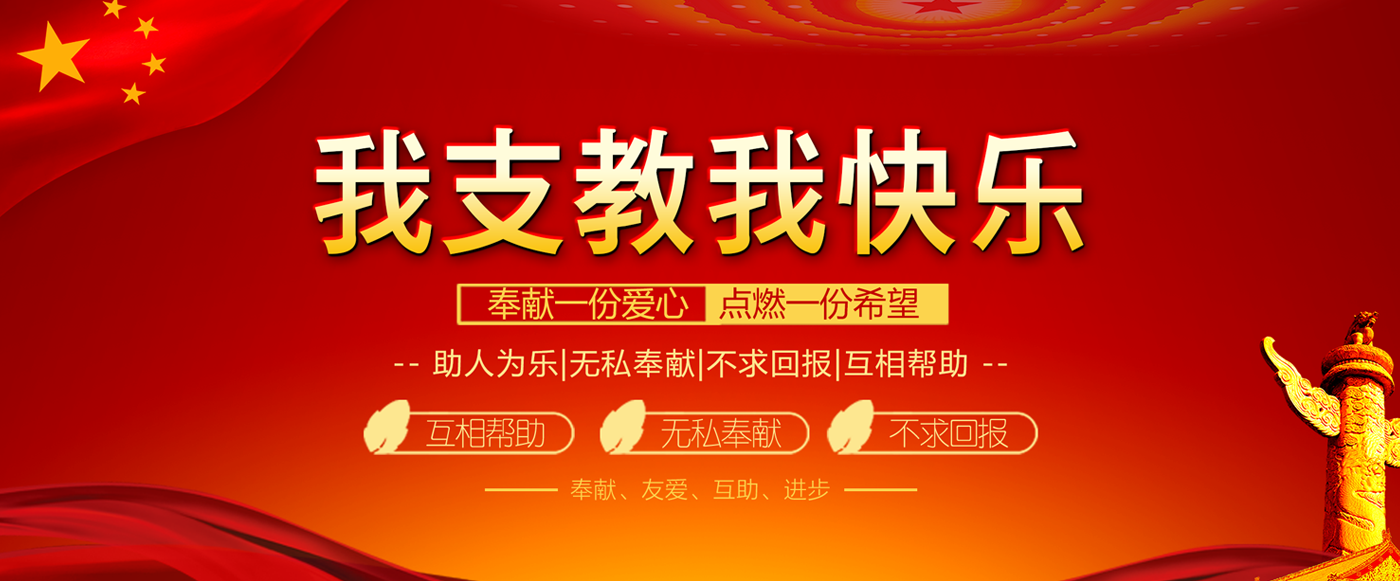 我支教我快乐
奉献一份爱心 点燃一份希望
-- 助人为乐|无私奉献|不求回报|互相帮助 --
互相帮助 无私奉献 不求回报
奉献、友爱、互助、进步